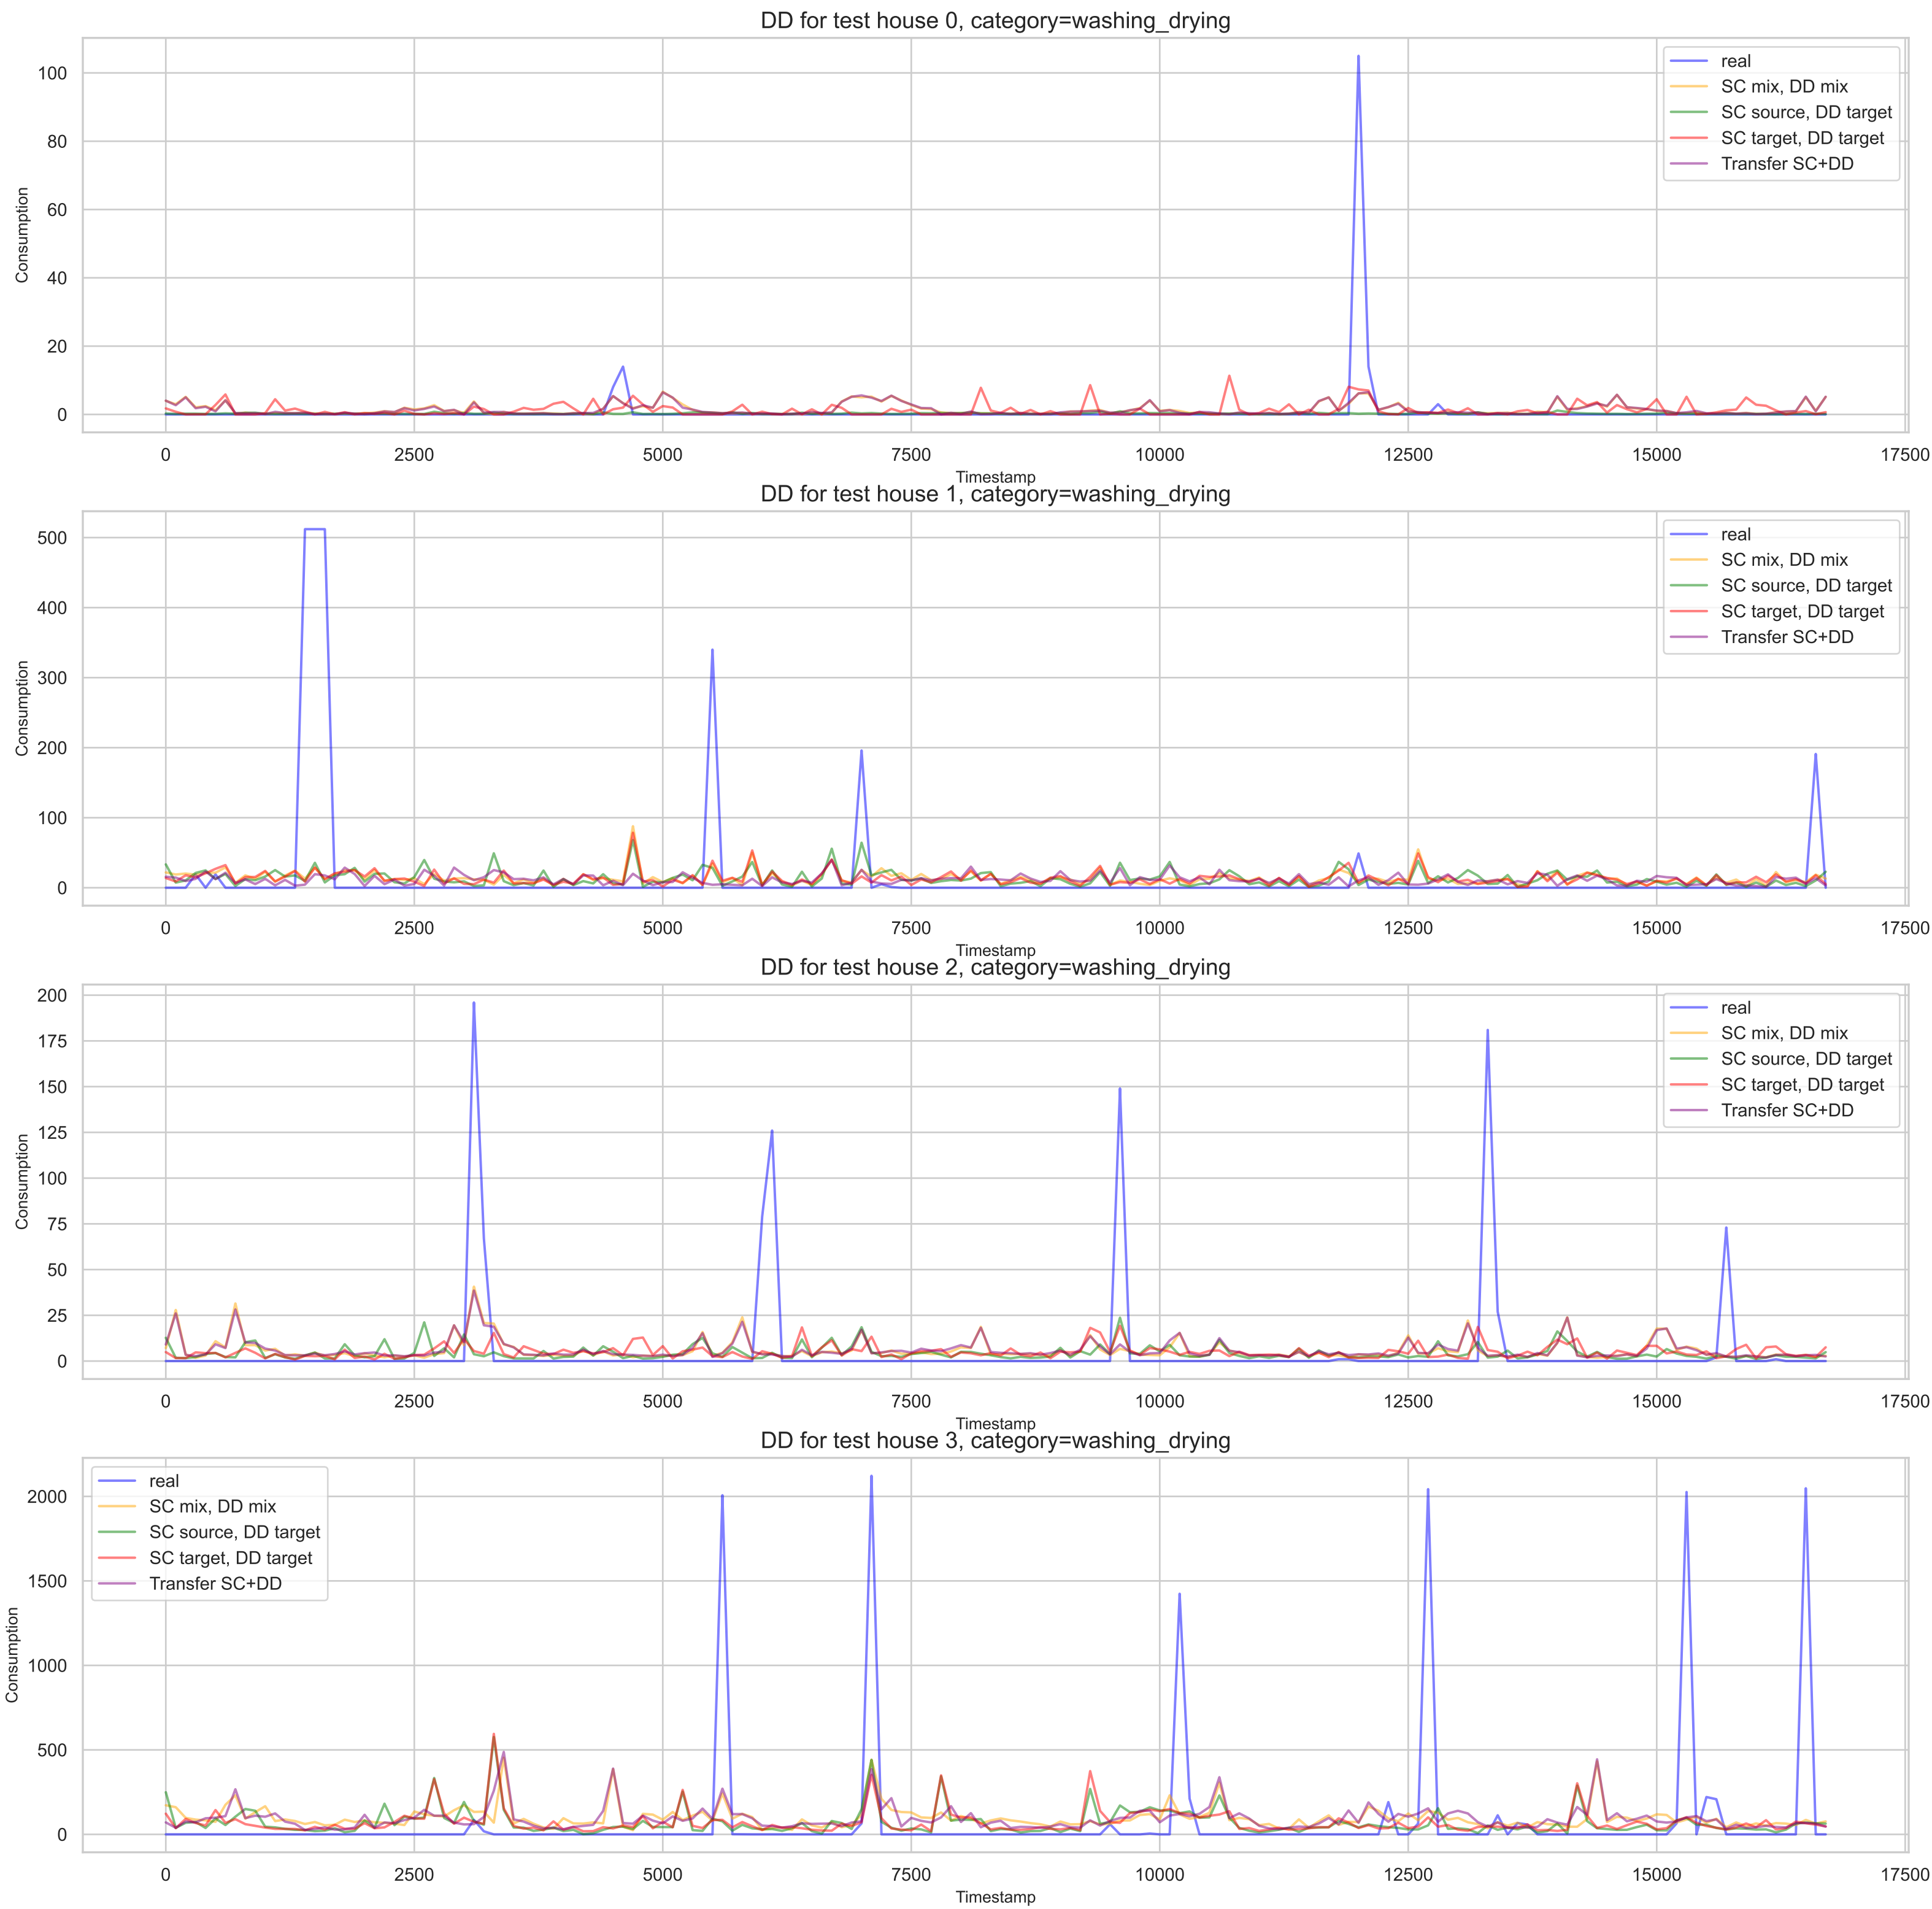 DD for test house 0, category=washing_drying
real
SC mix, DD mix
SC source, DD target
SC target, DD target
Transfer SC+DD
Consumption
100
80
60
40
20
0
0 2500 5000 7500 10000 12500 15000 17500
Timestamp
DD for test house 1, category=washing_drying
real
SC mix, DD mix
SC source, DD target
SC target, DD target
Transfer SC+DD
Consumption
500
400
300
200
100
0
0 2500 5000 7500 10000 12500 15000 17500
Timestamp
DD for test house 2, category=washing_drying
real
SC mix, DD mix
SC source, DD target
SC target, DD target
Transfer SC+DD
Consumption
200
175
150
125
100
75
50
25
0
0 2500 5000 7500 10000 12500 15000 17500
Timestamp
DD for test house 3, category=washing_drying
real
SC mix, DD mix
SC source, DD target
SC target, DD target
Transfer SC+DD
Consumption
2000
1500
1000
500
0
0 2500 5000 7500 10000 12500 15000 17500
Timestamp